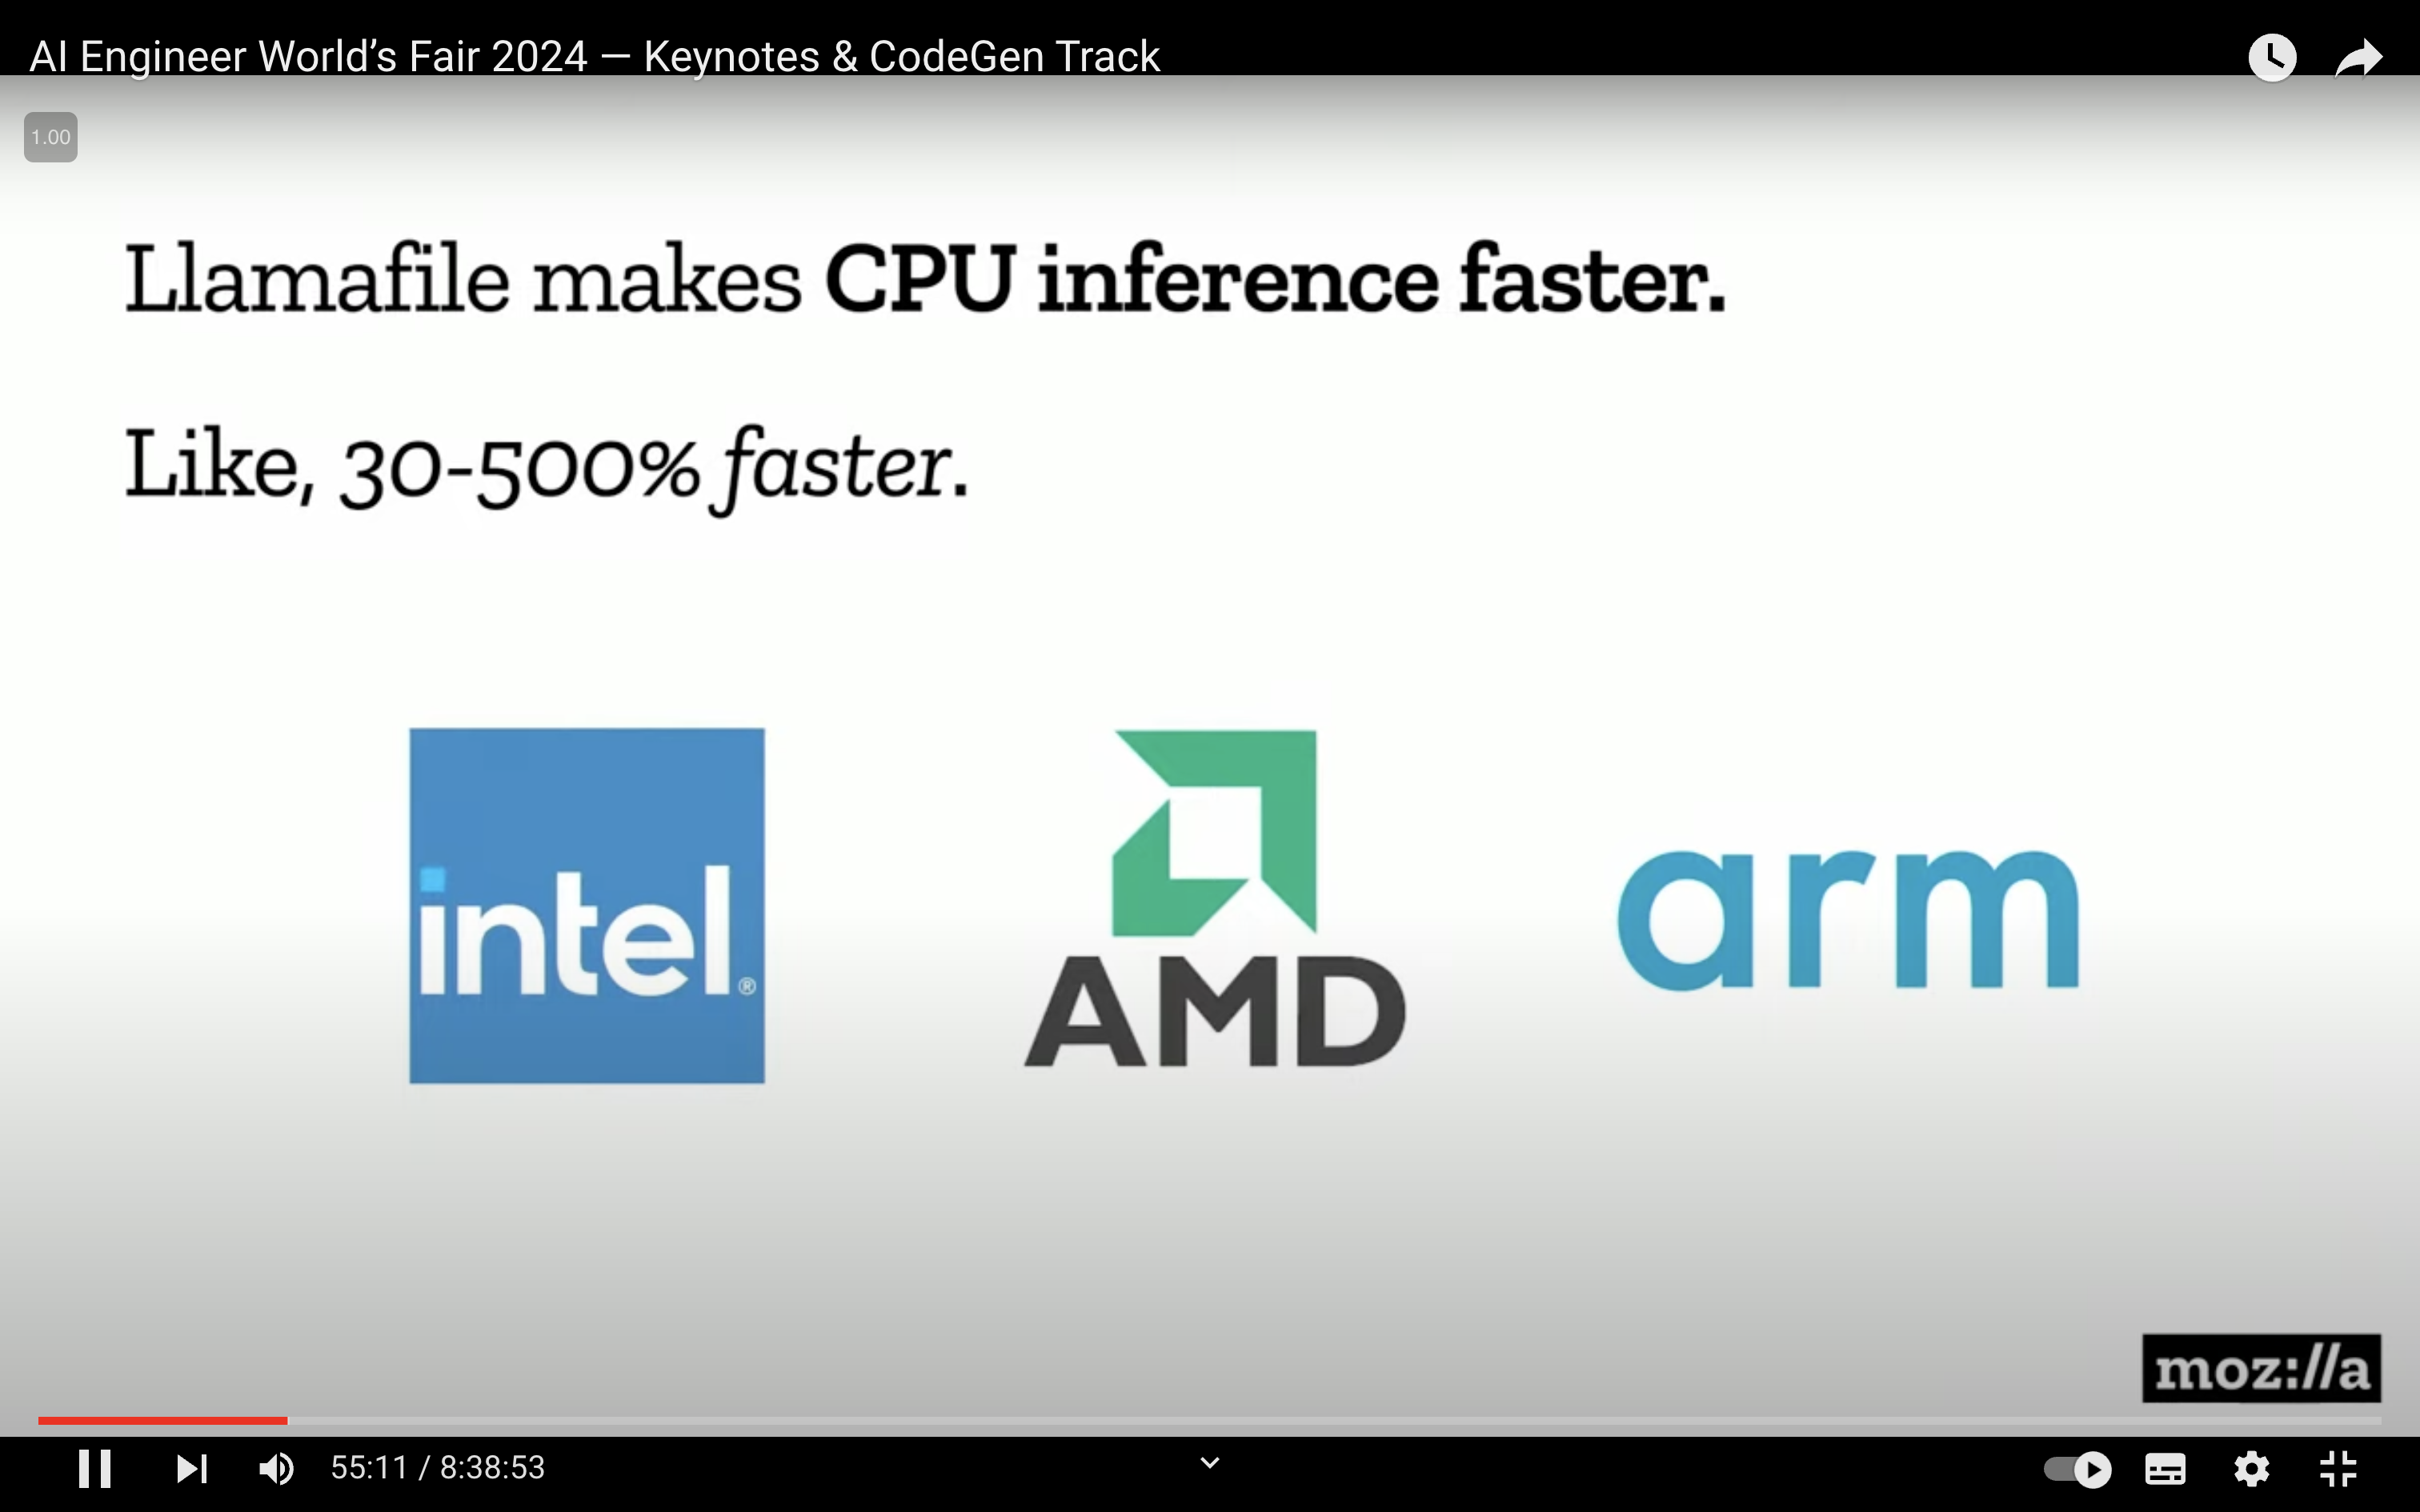 AI Engineer World’s Fair 2024 — Keynotes & CodeGen Track
1.00
Llamafile makes CPU inference faster.
Like, 30-500% faster.
intel®
AMD
arm
moz://a
55:11 / 8:38:53